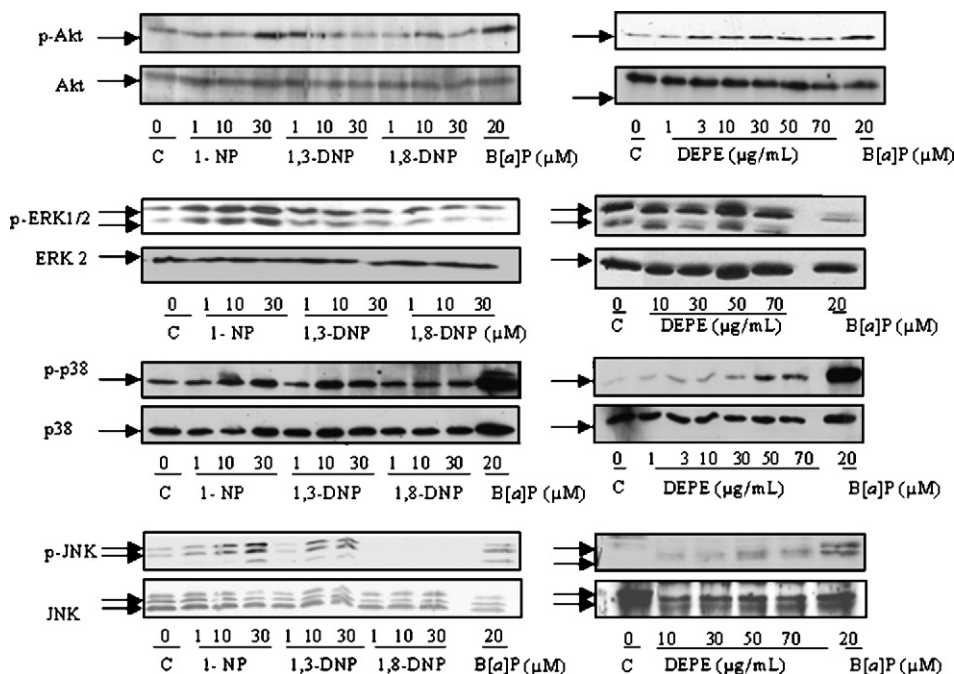 p-Akt
Akt
0 1 10 30 1 10 30 1 10 30 20
C 1- NP 1,3-DNP 1,8-DNP B[a]P (µM)
0 1 3 10 30 50 70 20
C DEPE (µg/mL) B[a]P (µM)
p-ERK1/2
ERK 2
0 1 10 30 1 10 30 1 10 30
C 1- NP 1,3-DNP 1,8-DNP (µM)
0 10 30 50 70 20
C DEPE (µg/mL) B[a]P (µM)
p-p38
p38
0 1 10 30 1 10 30 1 10 30 20
C 1- NP 1,3-DNP 1,8-DNP B[a]P (µM)
0 1 3 10 30 50 70 20
C DEPE (µg/mL) B[a]P (µM)
p-JNK
JNK
0 1 10 30 1 10 30 1 10 30 20
C 1- NP 1,3-DNP 1,8-DNP B[a]P (µM)
0 10 30 50 70 20
C DEPE (µg/mL) B[a]P (µM)